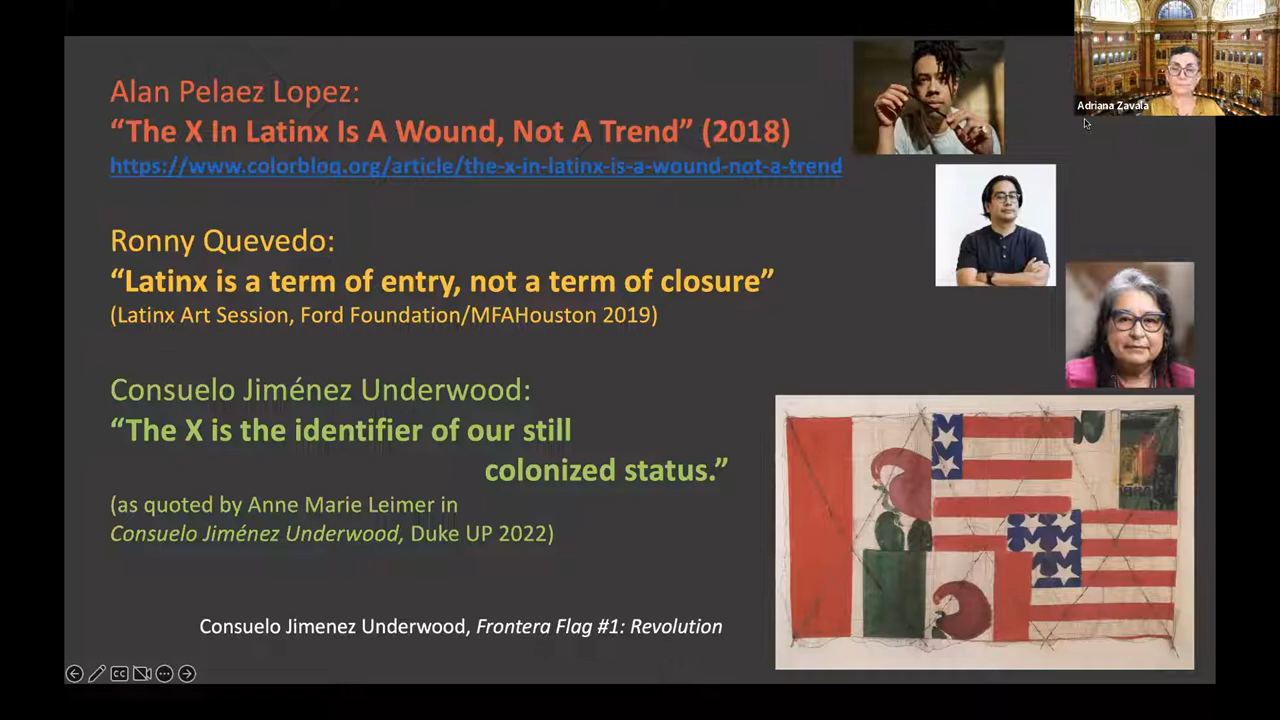 Alan Pelaez Lopez:
“The X In Latinx Is A Wound, Not A Trend” (2018)
https://www.colorbloq.org/article/the-x-in-latinx-is-a-wound-not-a-trend
Adriana Zavala
Ronny Quevedo:
“Latinx is a term of entry, not a term of closure”
(Latinx Art Session, Ford Foundation/MFAHouston 2019)
Consuelo Jiménez Underwood:
“The X is the identifier of our still
colonized status.”
(as quoted by Anne Marie Leimer in
Consuelo Jiménez Underwood, Duke UP 2022)
Consuelo Jimenez Underwood, Frontera Flag #1: Revolution
CC